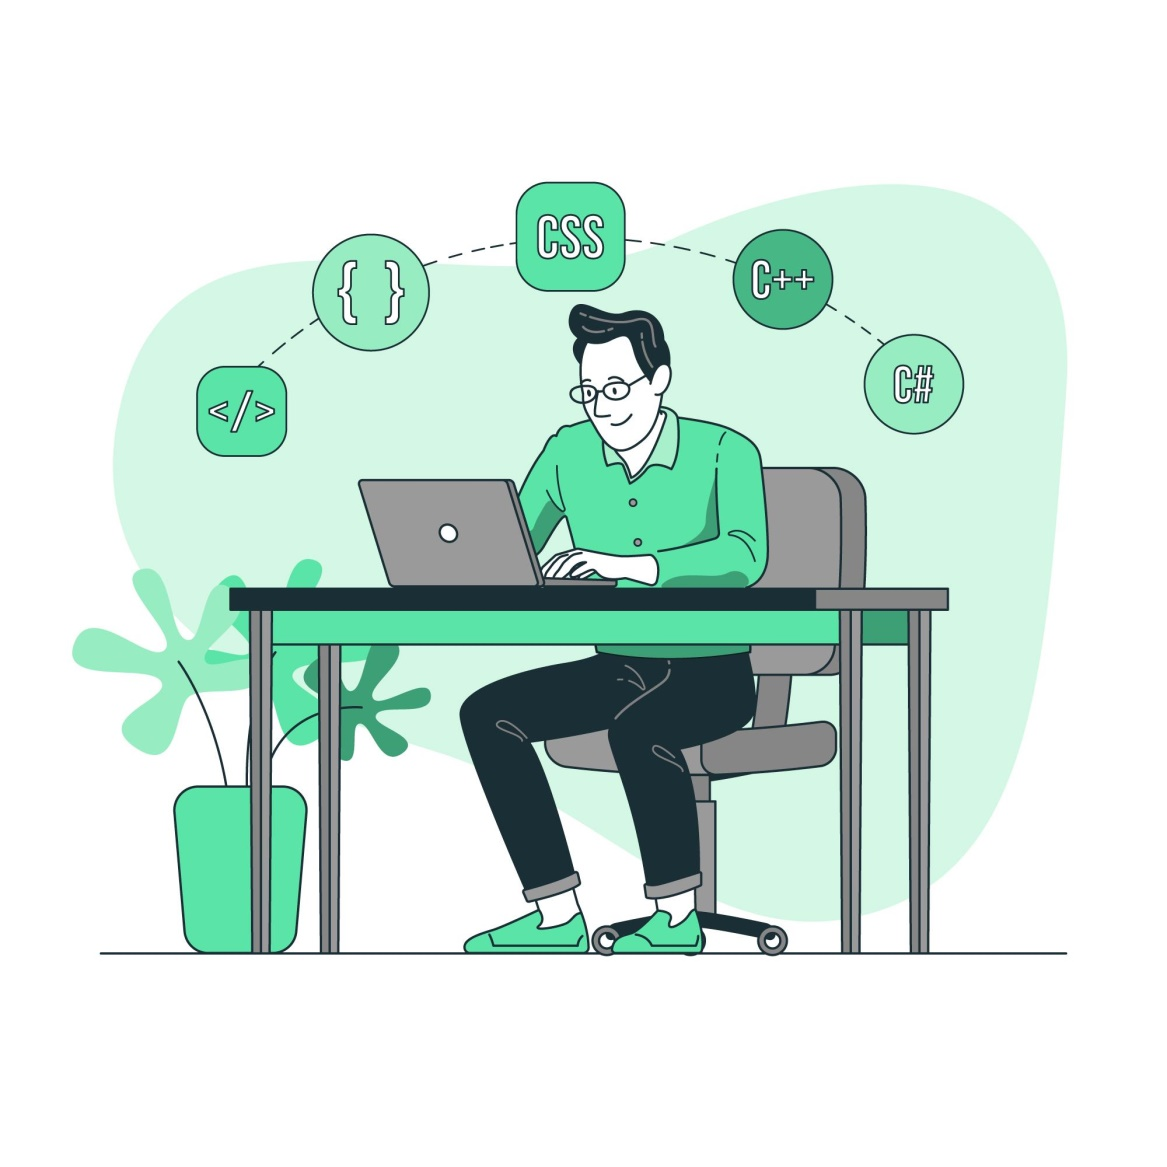 </>
{ }
CSS
C++
C#